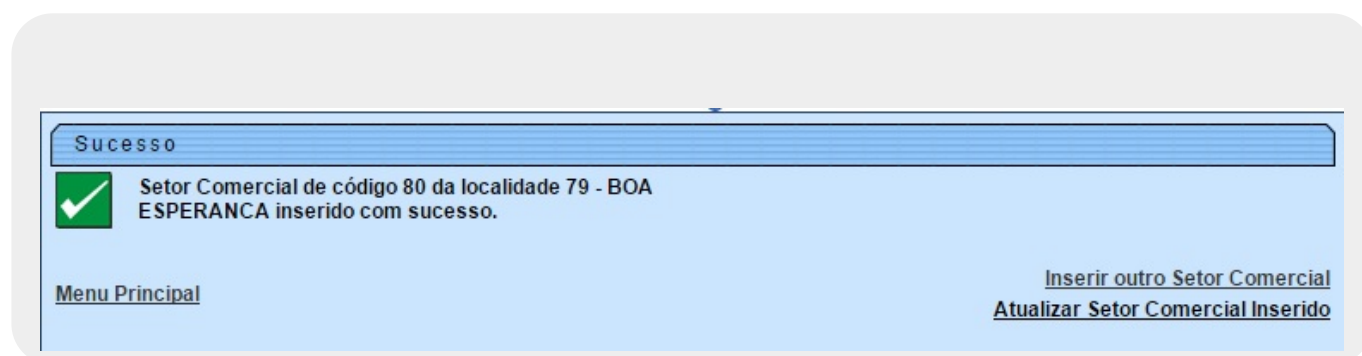 Sucesso
Setor Comercial de código 80 da localidade 79 - BOA
ESPERANCA inserido com sucesso.
Inserir outro Setor Comercial
Menu Principal
Atualizar Setor Comercial Inserido